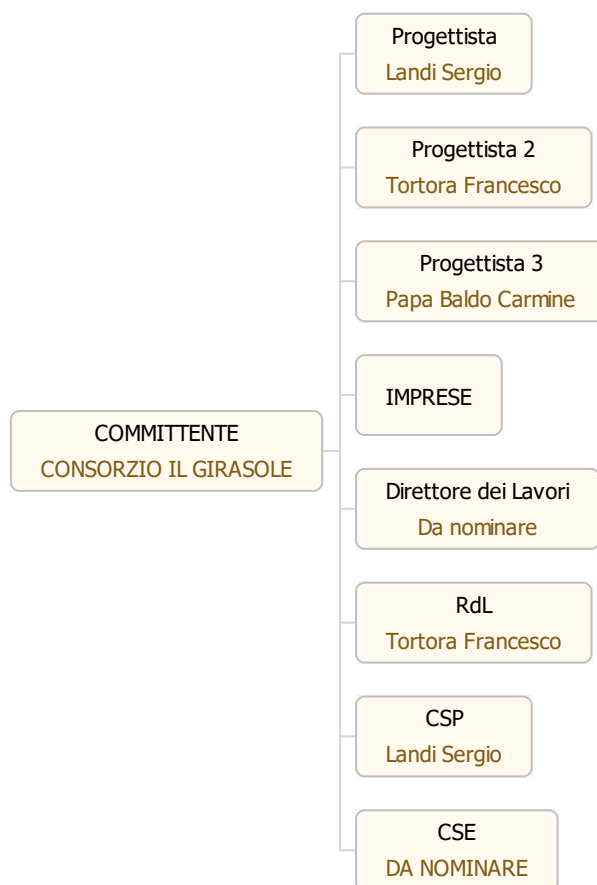 Progettista
Landi Sergio
Progettista 2
Tortora Francesco
Progettista 3
Papa Baldo Carmine
IMPRESE
COMMITTENTE
CONSORZIO IL GIRASOLE
Direttore dei Lavori
Da nominare
RdL
Tortora Francesco
CSP
Landi Sergio
CSE
DA NOMINARE